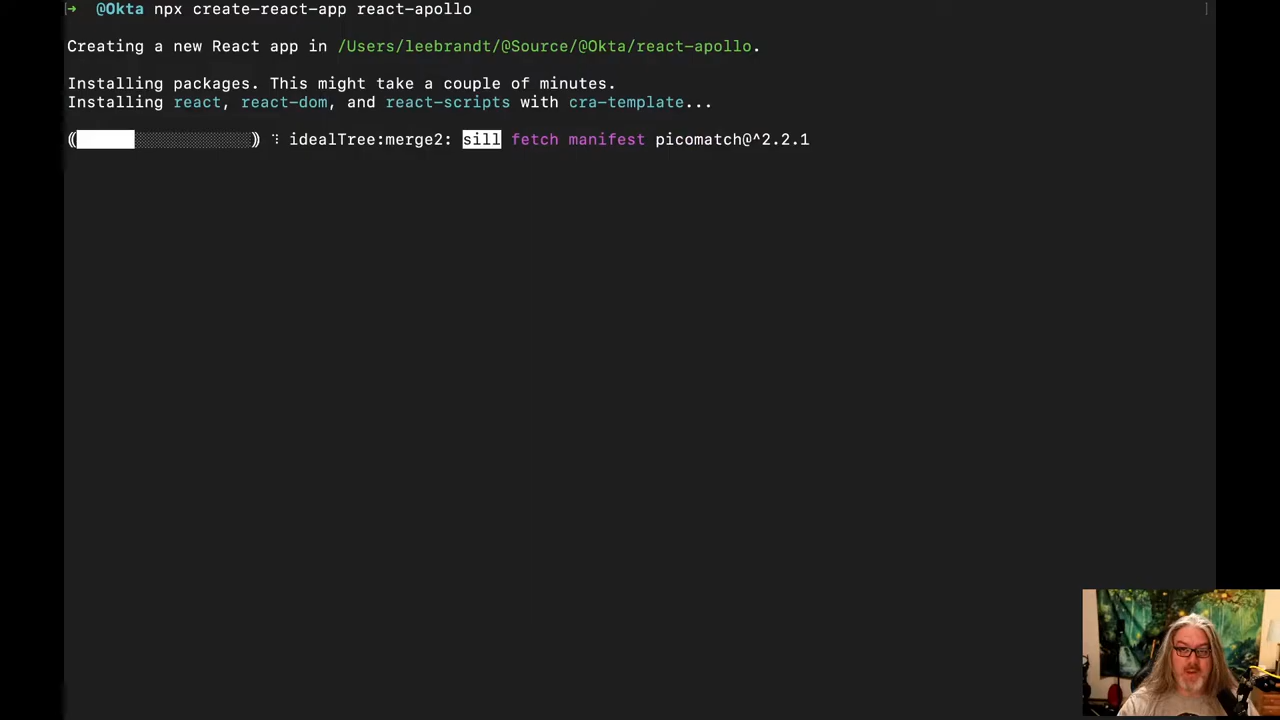 ➜ @Okta npx create-react-app react-apollo
Creating a new React app in /Users/leebrandt/@Source/@Okta/react-apollo.
Installing packages. This might take a couple of minutes.
Installing react, react-dom, and react-scripts with cra-template...
(█████░░░░░░░░░░) ⠹ idealTree:merge2: sill fetch manifest picomatch@^2.2.1